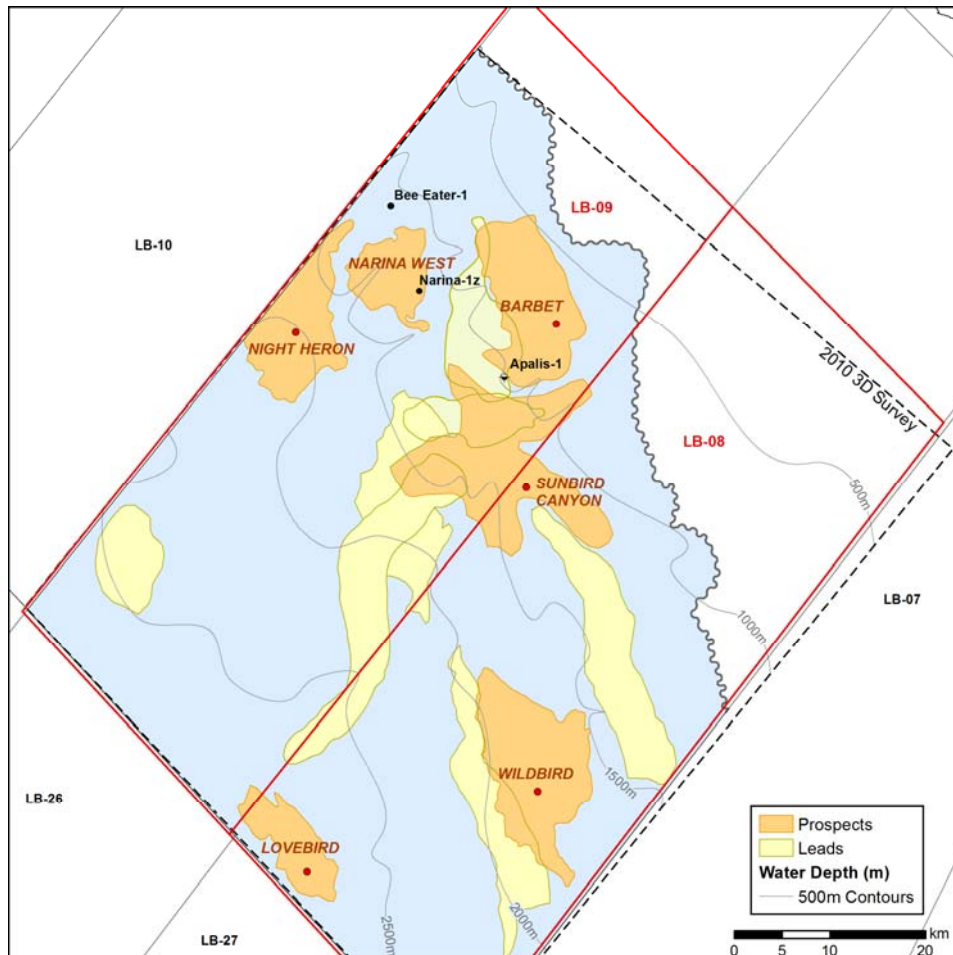 Bee Eater-1
LB-09
LB-10
NARINA WEST
Narina-1z
BARBET
NIGHT HERON
2010 3D Survey
Apalis-1
LB-08
SUNBIRD
CANYON
500m
LB-07
1000m
WILDBIRD
1500m
LB-26
LOVEBIRD
2500m
2000m
LB-27
Prospects
Leads
Water Depth (m)
500m Contours
km
0 5 10 20